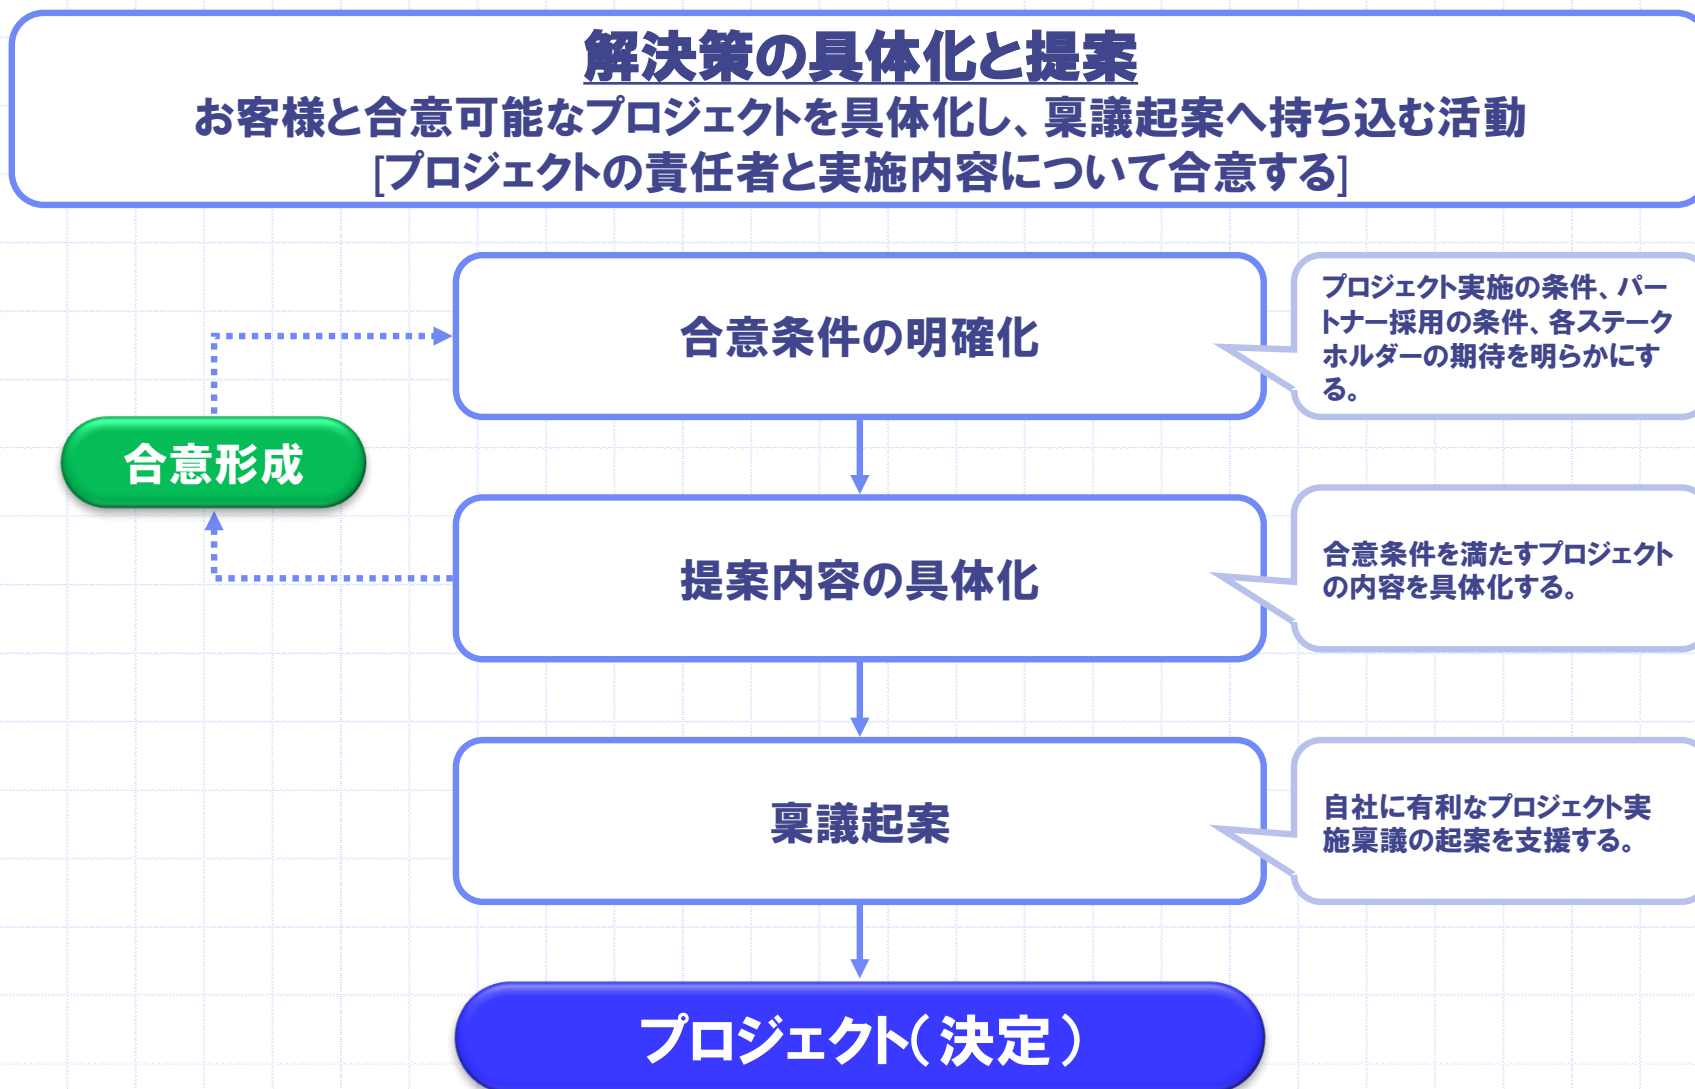 解決策の具体化と提案
お客様と合意可能なプロジェクトを具体化し、稟議起案へ持ち込む活動
[プロジェクトの責任者と実施内容について合意する]
合意条件の明確化
プロジェクト実施の条件、パー
トナー採用の条件、各ステーク
ホルダーの期待を明らかにす
る。
合意形成
提案内容の具体化
合意条件を満たすプロジェクト
の内容を具体化する。
稟議起案
自社に有利なプロジェクト実
施稟議の起案を支援する。
プロジェクト(決定)